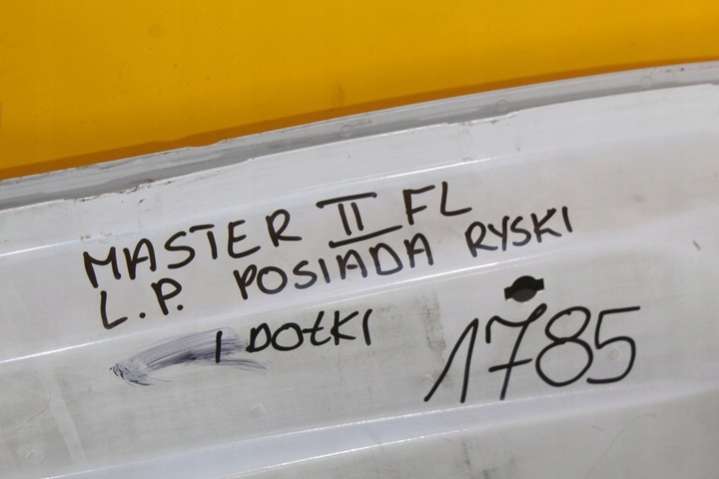 MASTER II FL
L.P. POSIADA RYSKI
I DOŁKI
1785